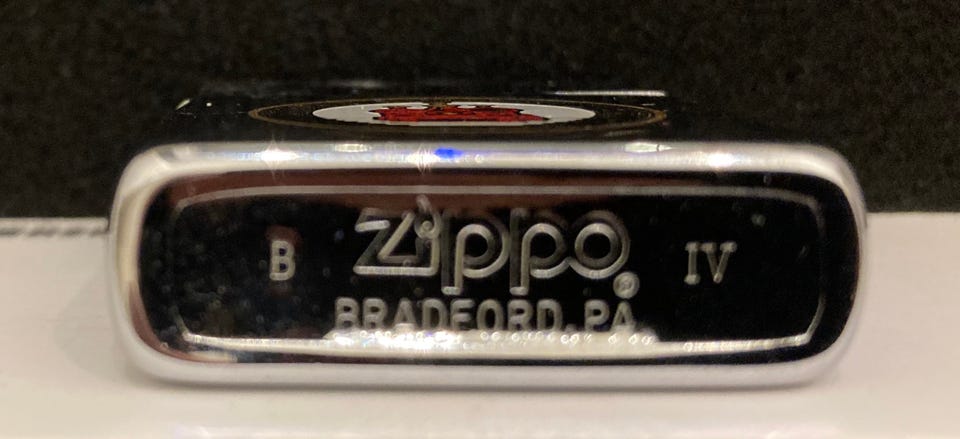 B Zippo ® IV
BRADFORD, PA.